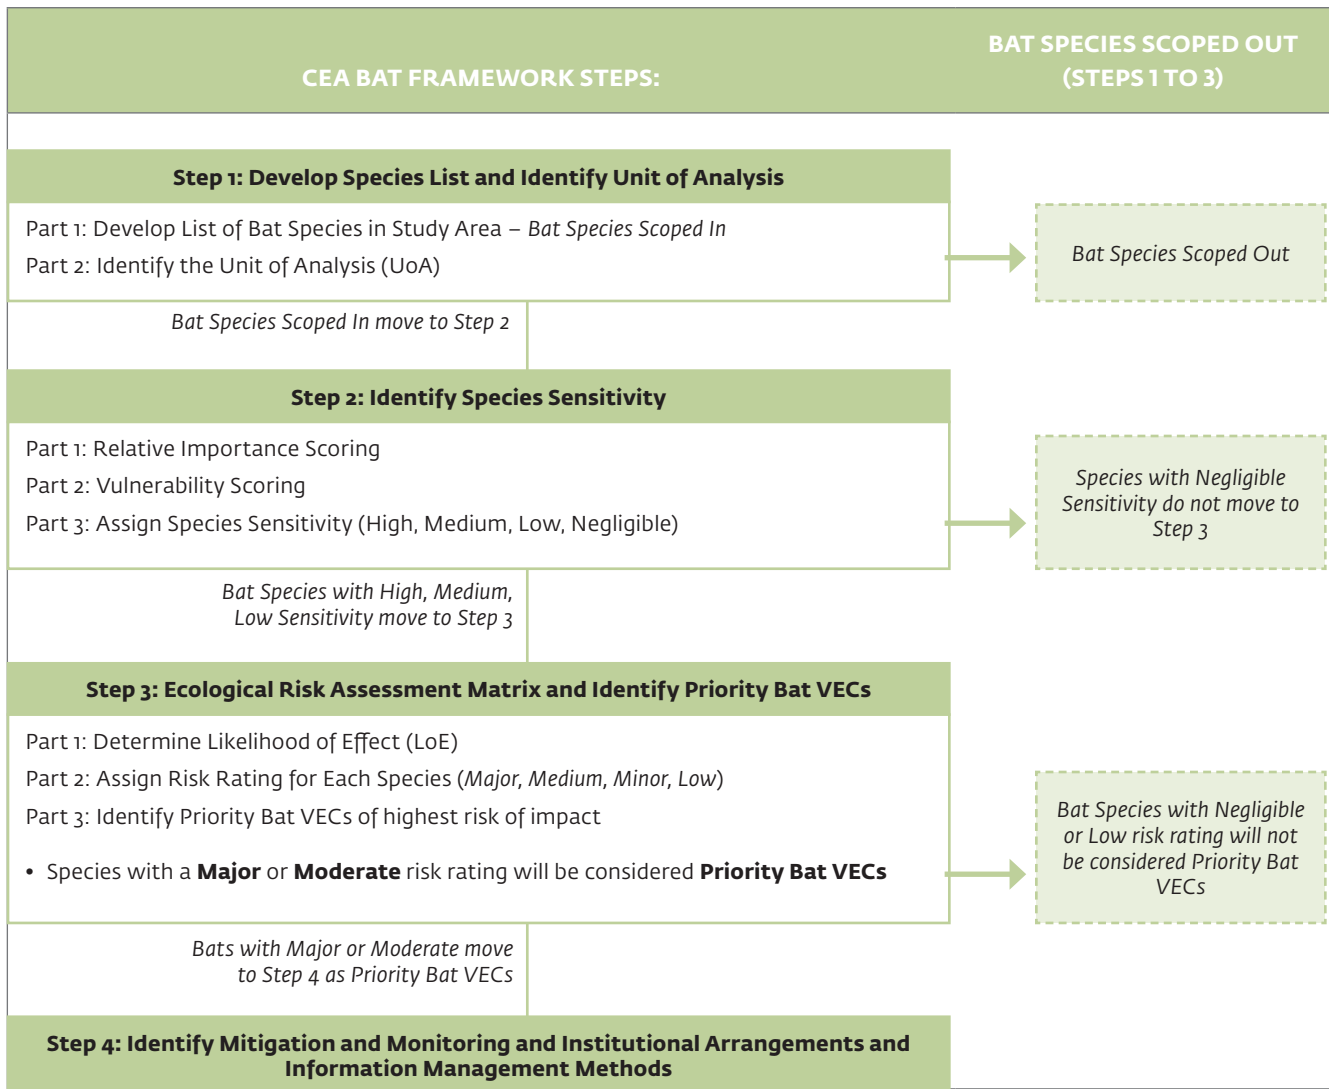 CEA BAT FRAMEWORK STEPS:
BAT SPECIES SCOPED OUT
(STEPS 1 TO 3)
Step 1: Develop Species List and Identify Unit of Analysis
Part 1: Develop List of Bat Species in Study Area – Bat Species Scoped In
Part 2: Identify the Unit of Analysis (UoA)
Bat Species Scoped Out
Bat Species Scoped In move to Step 2
Step 2: Identify Species Sensitivity
Part 1: Relative Importance Scoring
Part 2: Vulnerability Scoring
Part 3: Assign Species Sensitivity (High, Medium, Low, Negligible)
Species with Negligible
Sensitivity do not move to
Step 3
Bat Species with High, Medium,
Low Sensitivity move to Step 3
Step 3: Ecological Risk Assessment Matrix and Identify Priority Bat VECs
Part 1: Determine Likelihood of Effect (LoE)
Part 2: Assign Risk Rating for Each Species (Major, Medium, Minor, Low)
Part 3: Identify Priority Bat VECs of highest risk of impact
• Species with a Major or Moderate risk rating will be considered Priority Bat VECs
Bat Species with Negligible
or Low risk rating will not
be considered Priority Bat
VECs
Bats with Major or Moderate move
to Step 4 as Priority Bat VECs
Step 4: Identify Mitigation and Monitoring and Institutional Arrangements and
Information Management Methods